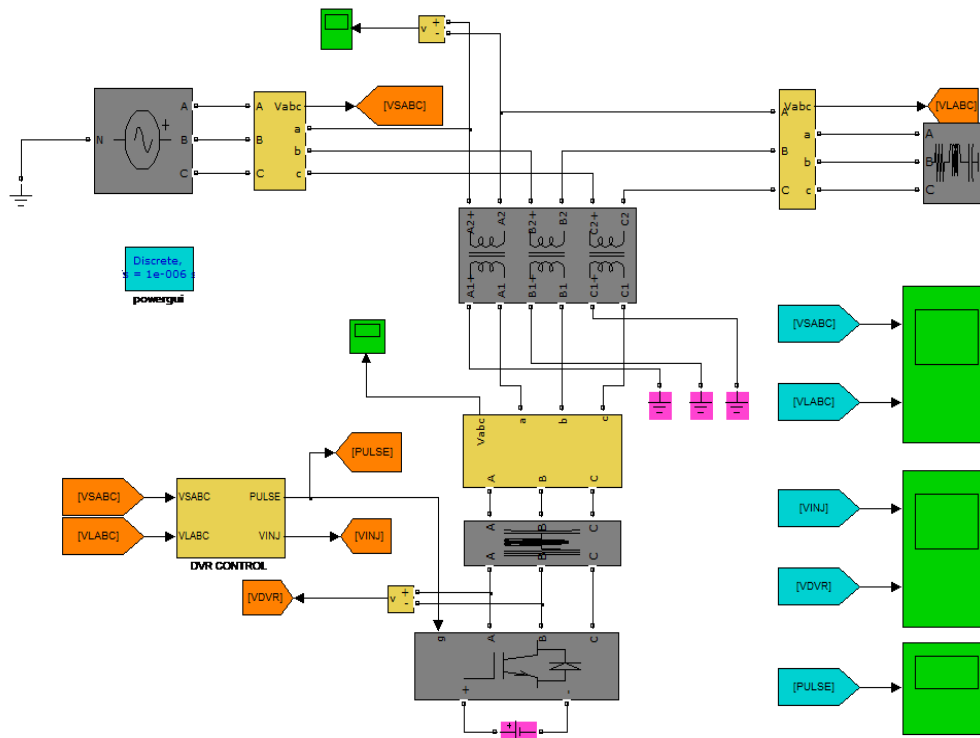 v
+
-
A
Vabc
[VSABC]
A
Vabc
[VLABC]
a
a
A
N
+
B
B
b
B
b
B
C
C
c
C
c
C
A2+
A2
B2+
B2
C2+
C2
A1+
A1
B1+
B1
C1+
C1
Discrete,
s = 1e-006 s
powergui
[VSABC]
[VLABC]
Vabc
a
b
c
A
B
C
[PULSE]
[VSABC]
VSABC
PULSE
[VLABC]
VLABC
VINJ
[VINJ]
DVR CONTROL
A
B
C
A
B
C
[VINJ]
[VDVR]
v
+
-
[VDVR]
g
A
B
C
+
-
[PULSE]
+